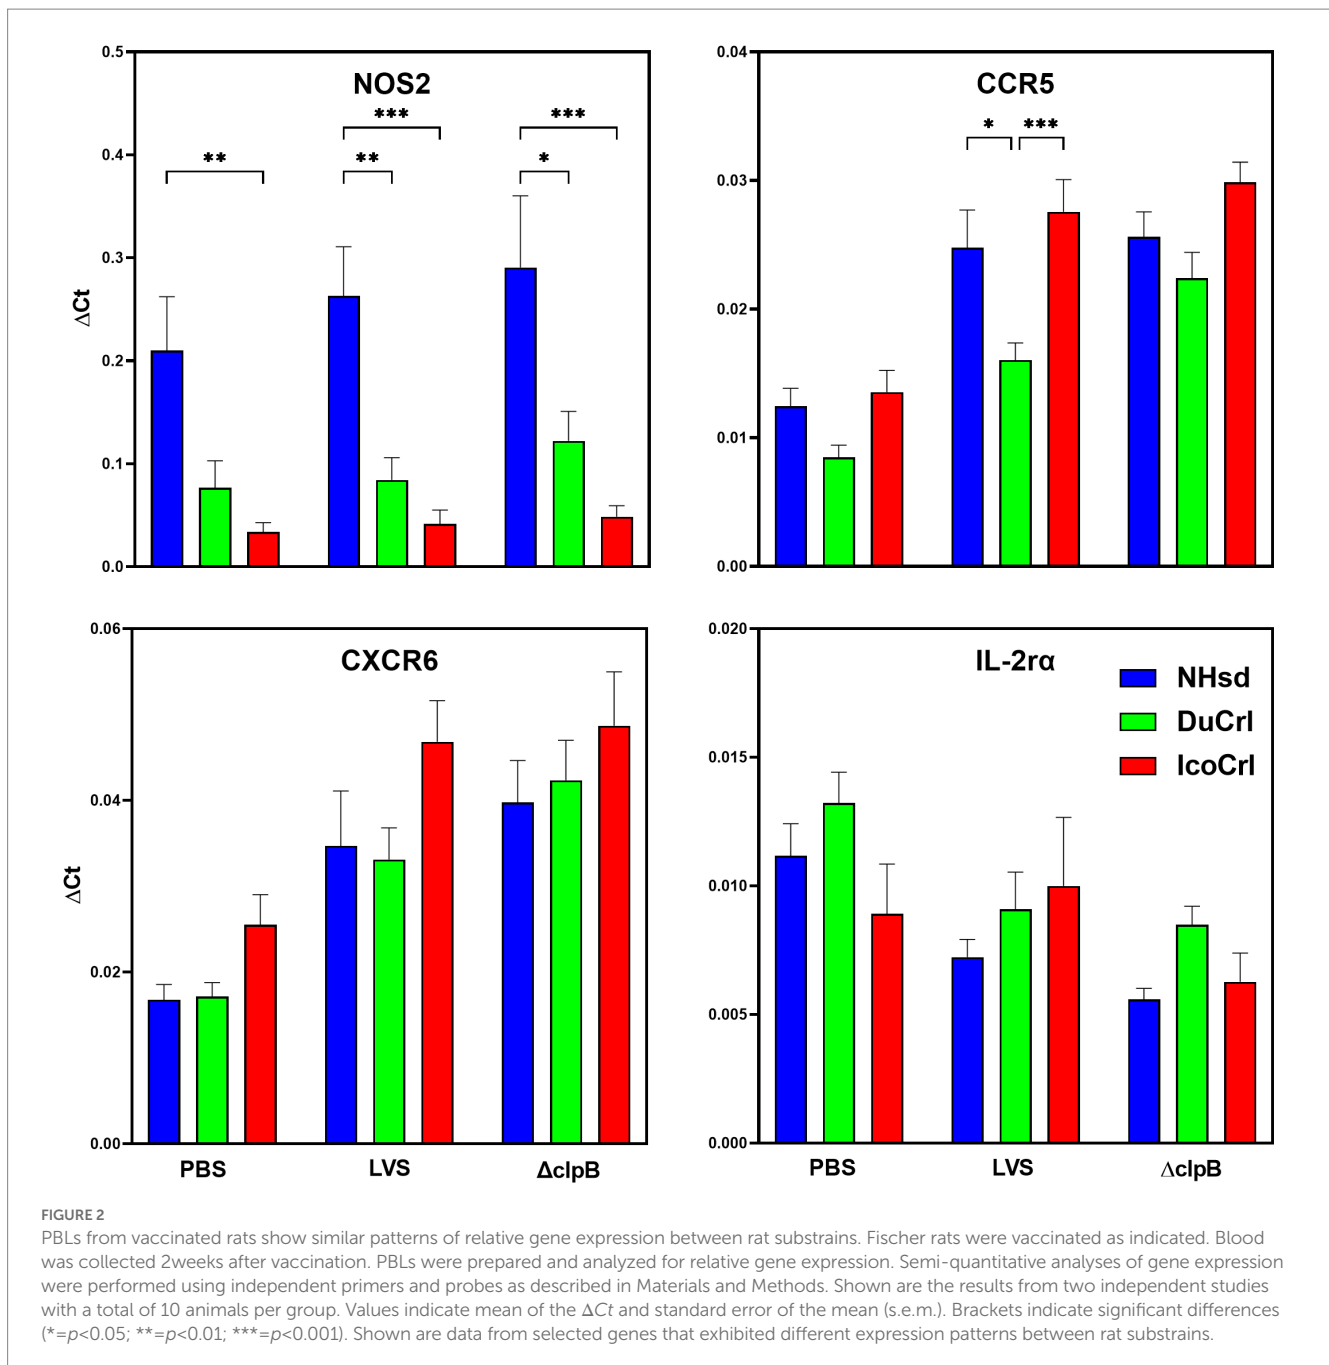 NOS2
0.5
0.4
0.3
0.2
0.1
0.0
ΔCt
**
***
**
***
*
CCR5
0.04
0.03
0.02
0.01
0.00
*
***
CXCR6
0.06
0.04
0.02
0.00
ΔCt
PBS
LVS
ΔclpB
IL-2rα
0.020
0.015
0.010
0.005
0.000
NHsd
DuCrl
IcoCrl
PBS
LVS
ΔclpB
FIGURE 2
PBLs from vaccinated rats show similar patterns of relative gene expression between rat substrains. Fischer rats were vaccinated as indicated. Blood
was collected 2weeks after vaccination. PBLs were prepared and analyzed for relative gene expression. Semi-quantitative analyses of gene expression
were performed using independent primers and probes as described in Materials and Methods. Shown are the results from two independent studies
with a total of 10 animals per group. Values indicate mean of the ΔCt and standard error of the mean (s.e.m.). Brackets indicate significant differences
(*=p<0.05; **=p<0.01; ***=p<0.001). Shown are data from selected genes that exhibited different expression patterns between rat substrains.